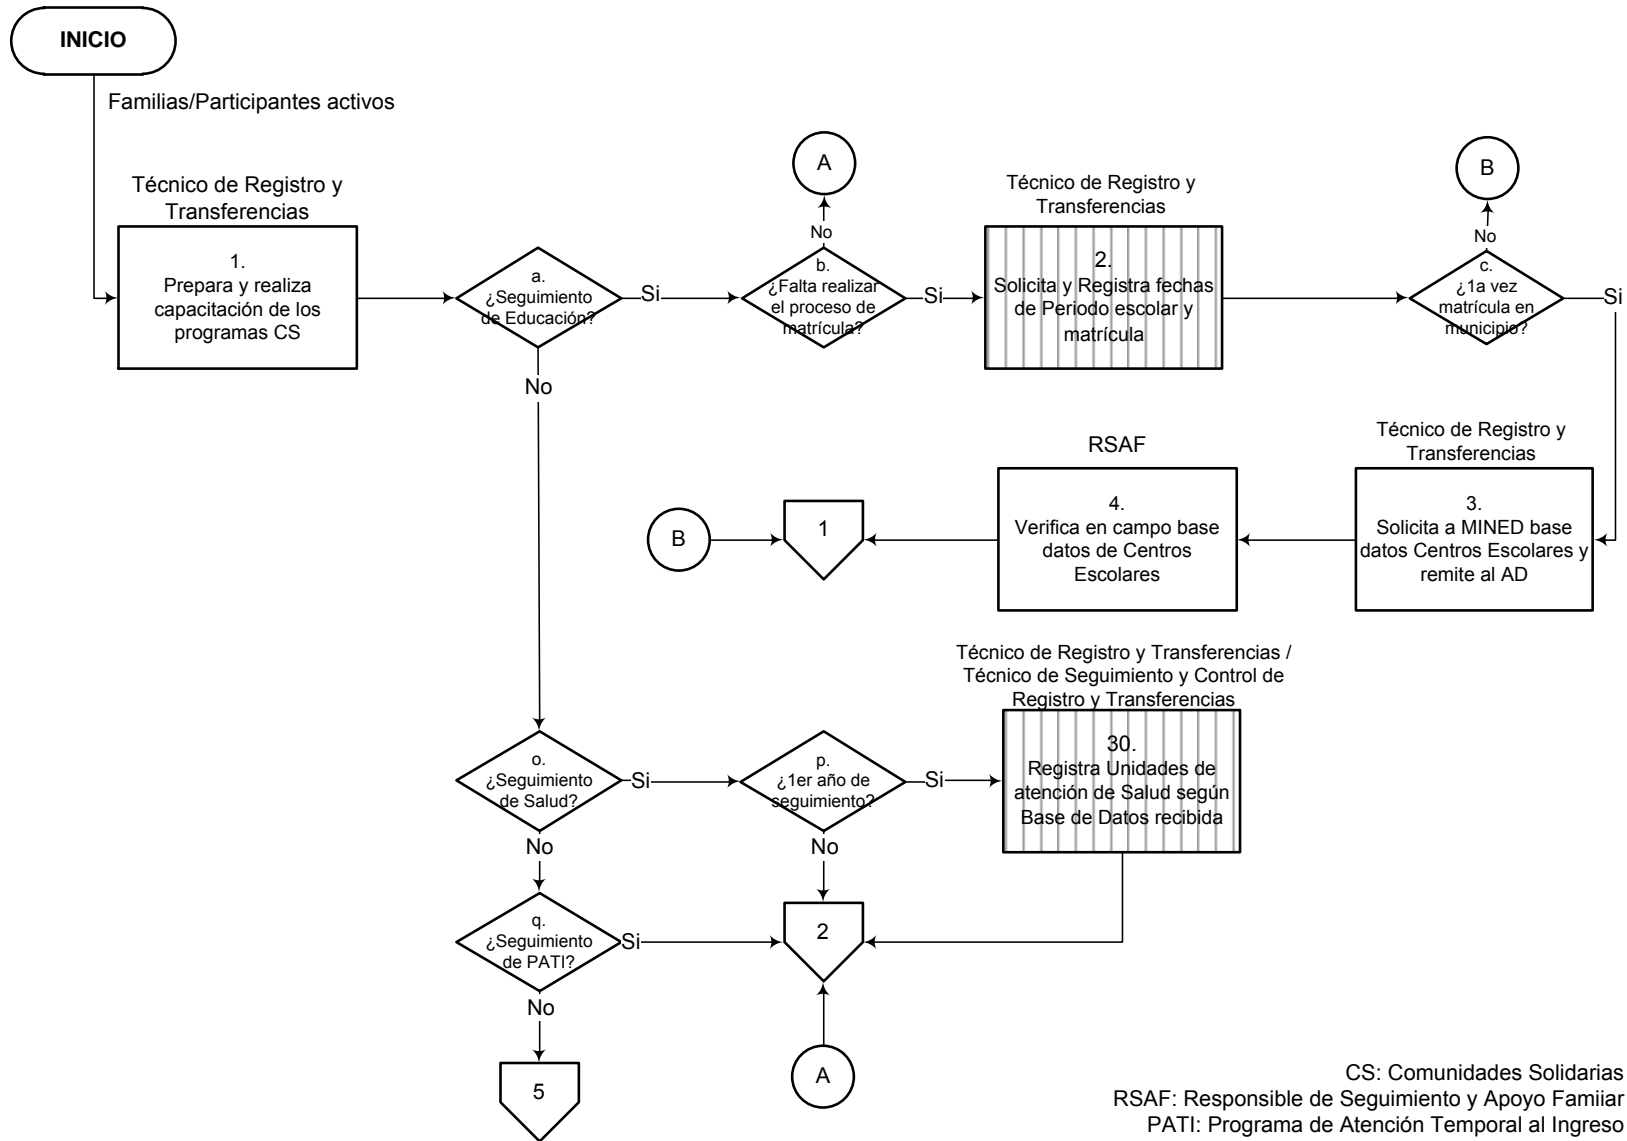 INICIO
Familias/Participantes activos
Técnico de Registro y
Transferencias
1.
Prepara y realiza
capacitación de los
programas CS
a.
¿Seguimiento
de Educación?
Si
No
A
No
b.
¿Falta realizar
el proceso de
matrícula?
Si
Técnico de Registro y
Transferencias
2.
Solicita y Registra fechas
de Periodo escolar y
matrícula
B
No
c.
¿1a vez
matrícula en
municipio?
Si
Técnico de Registro y
Transferencias
3.
Solicita a MINED base
datos Centros Escolares y
remite al AD
RSAF
4.
Verifica en campo base
datos de Centros
Escolares
1
B
Técnico de Registro y Transferencias /
Técnico de Seguimiento y Control de
Registro y Transferencias
30.
Registra Unidades de
atención de Salud según
Base de Datos recibida
o.
¿Seguimiento
de Salud?
Si
No
p.
¿1er año de
seguimiento?
Si
No
q.
¿Seguimiento
de PATI?
Si
No
2
A
5
CS: Comunidades Solidarias
RSAF: Responsible de Seguimiento y Apoyo Famiiar
PATI: Programa de Atención Temporal al Ingreso